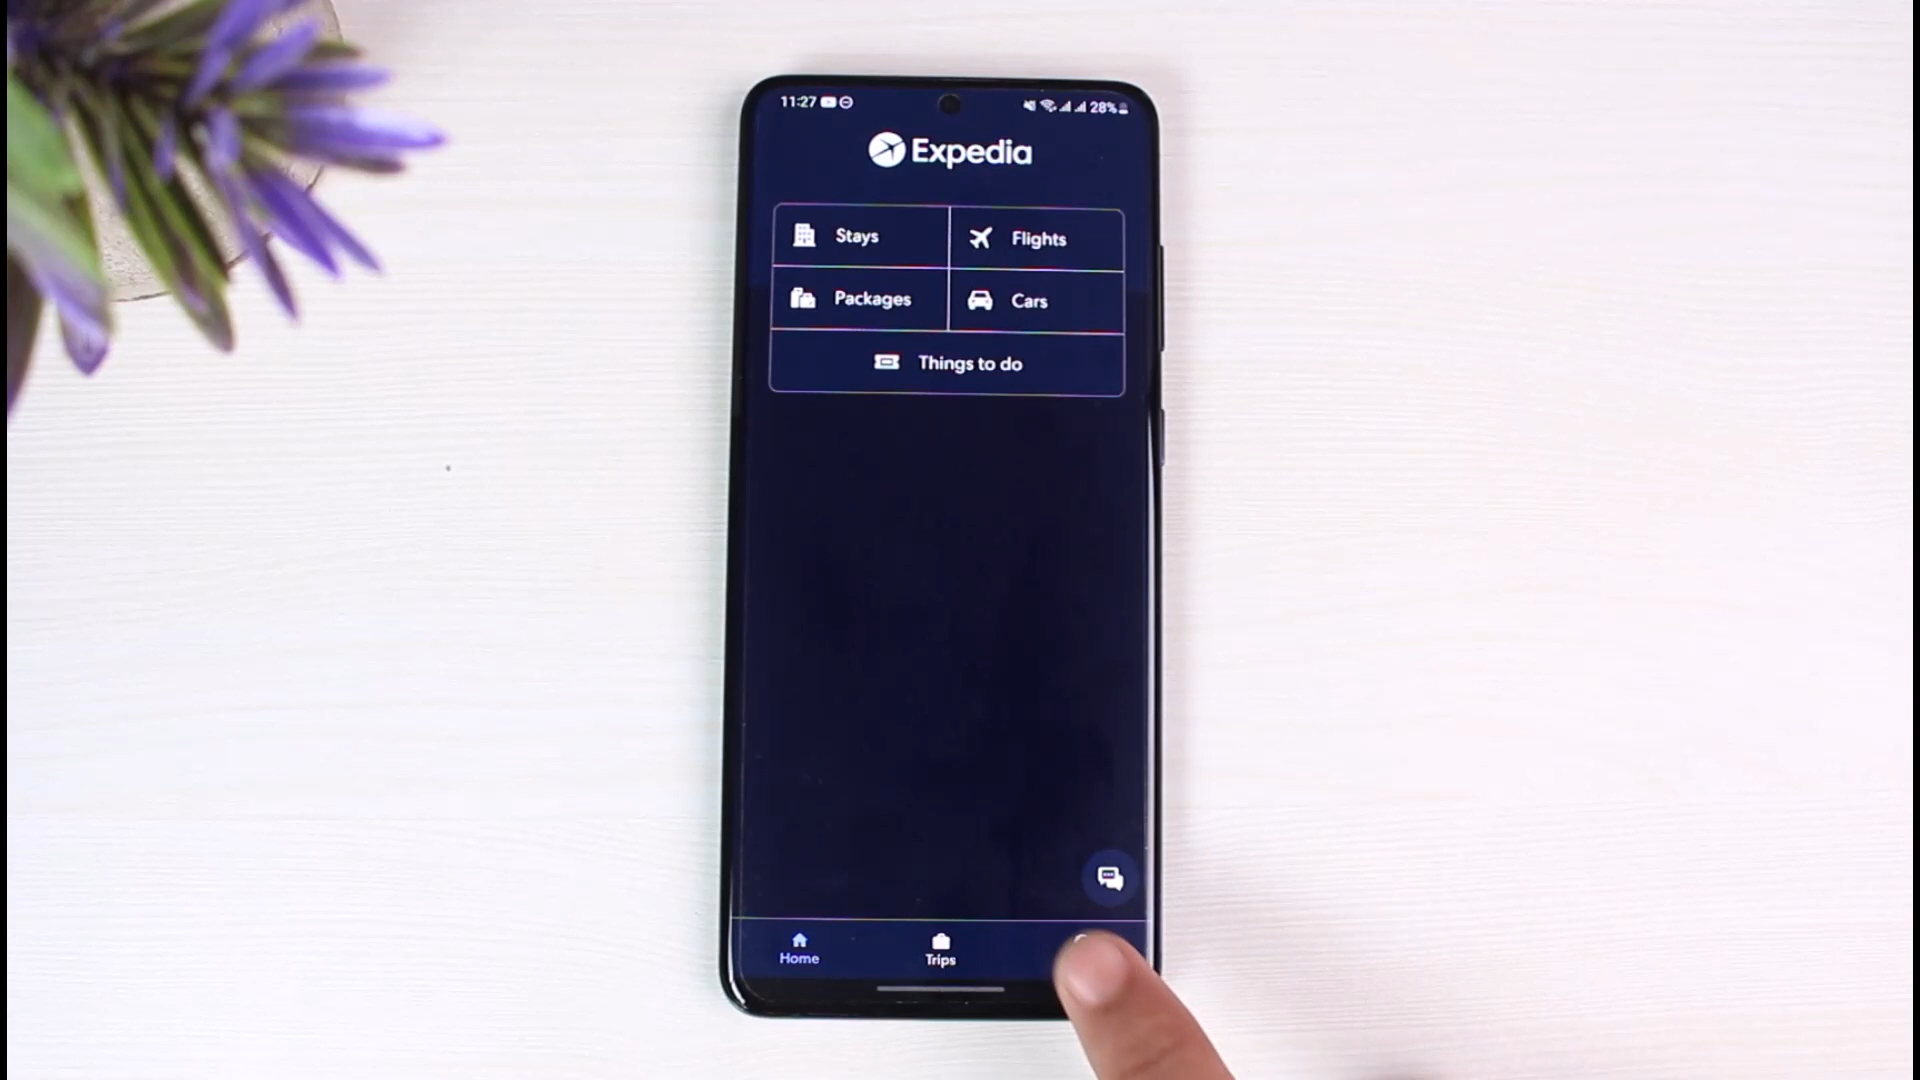 11:27 28%
Expedia
Stays Flights
Packages Cars
Things to do
Home Trips